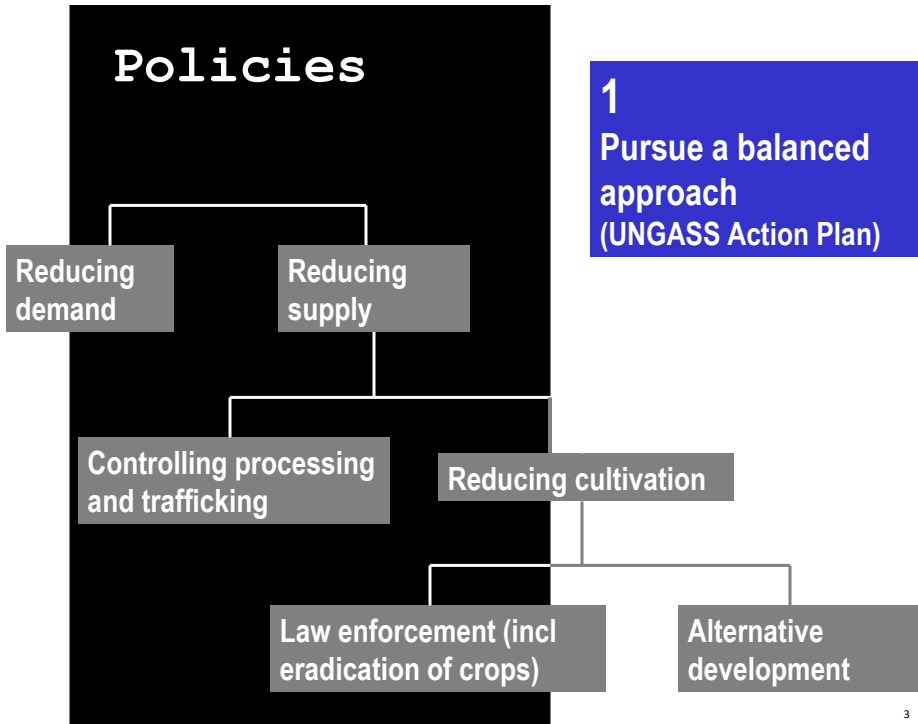 Policies
1
Pursue a balanced
approach
(UNGASS Action Plan)
Reducing
demand
Reducing
supply
Controlling processing
and trafficking
Reducing cultivation
Law enforcement (incl
eradication of crops)
Alternative
development
3